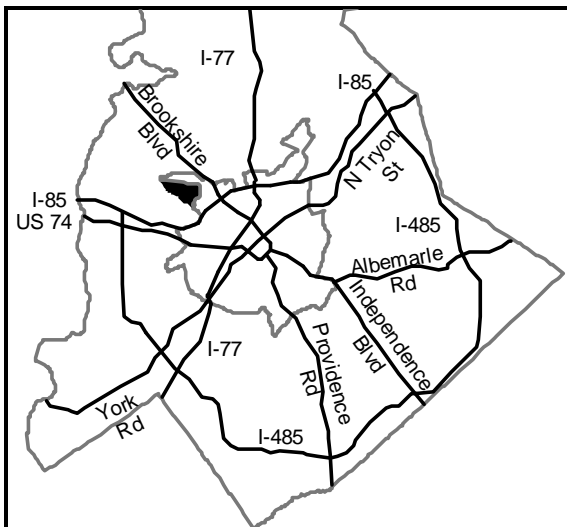 I-77
I-85
Brookshire
Blvd
N Tryon
St
I-85
US 74
I-485
Albemarle
Rd
Independence
Blvd
Providence
Rd
I-77
York
Rd
I-485